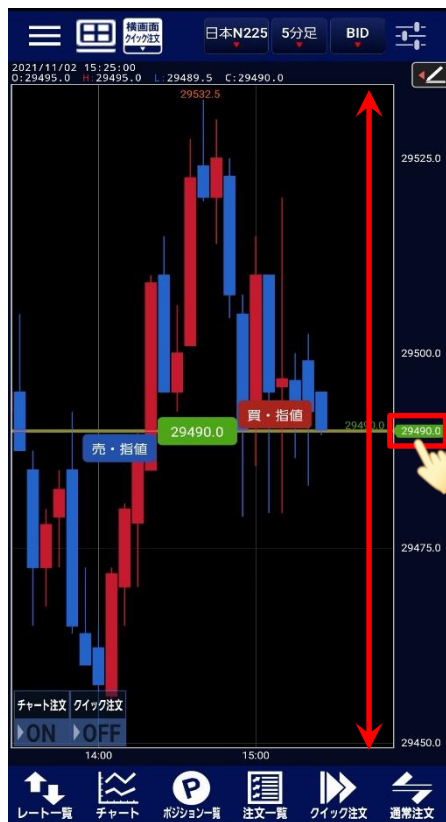 横画面
クイック注文
日本N225 5分足 BID
2021/11/02 15:25:00
O:29495.0 H:29495.0 L:29489.5 C:29490.0
29532.5
29525.0
29500.0
買・指値
29490.0
29490.0
29490.0
売・指値
29475.0
チャート注文 クイック注文
ON OFF
29450.0
14:00 15:00
レート一覧 チャート ポジション一覧 注文一覧 クイック注文 通常注文
P